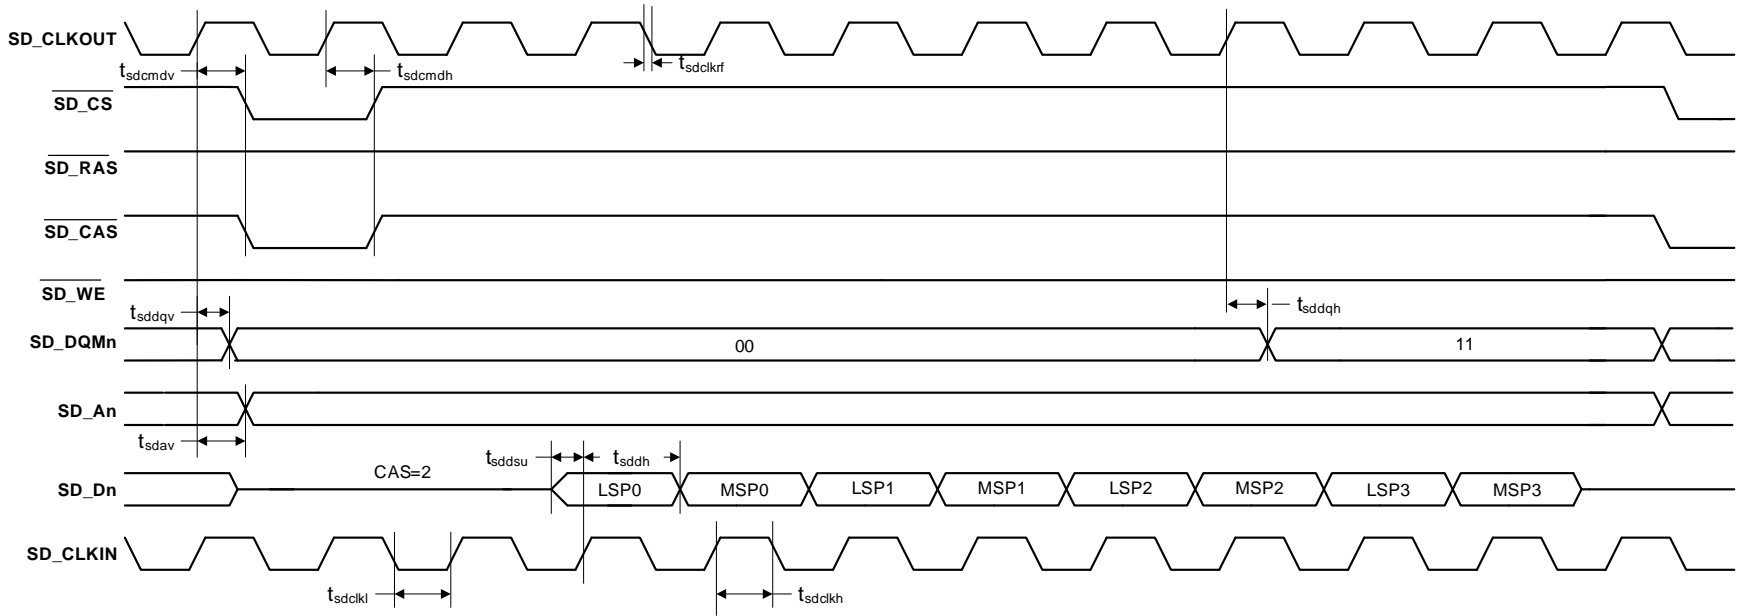 SD_CLKOUT
tsdcmdv
tsdcmdh
tsdclkrf
SD_CS
SD_RAS
SD_CAS
SD_WE
tsddqv
tsddqh
SD_DQMn
00
11
SD_An
tsdav
tsddsu
tsddh
CAS=2
SD_Dn
LSP0
MSP0
LSP1
MSP1
LSP2
MSP2
LSP3
MSP3
SD_CLKIN
tsdclkl
tsdclkh